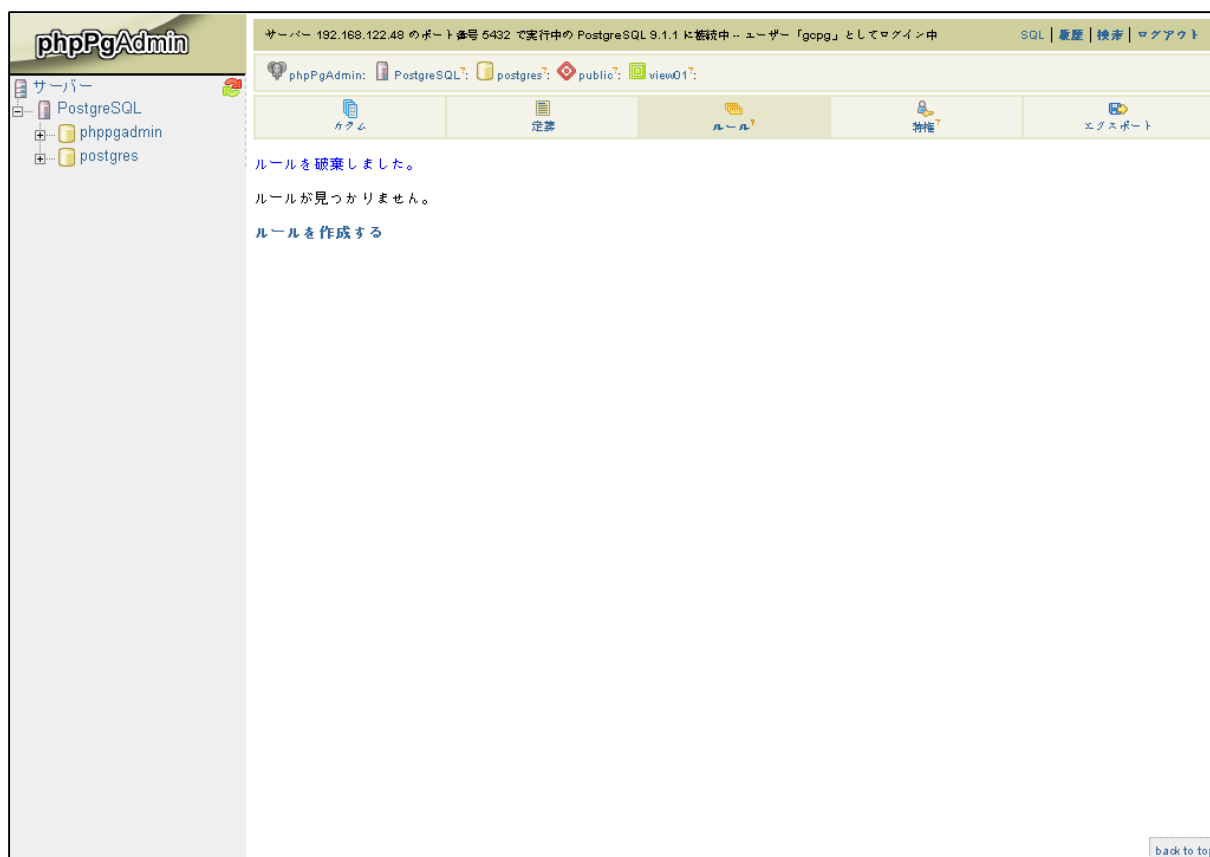 phpPgAdmin
サーバー 192.168.122.48 のポート番号 5432 で実行中の PostgreSQL 9.1.1 に接続中 -- ユーザー「gcpg」としてログイン中
SQL | 履歴 | 検索 | ログアウト
phpPgAdmin: PostgreSQL?: postgres?: public?: view01?:
サーバー
PostgreSQL
phppgadmin
postgres
カラム
定義
ルール?
特権?
エクスポート
ルールを破棄しました。
ルールが見つかりません。
ルールを作成する
back to top